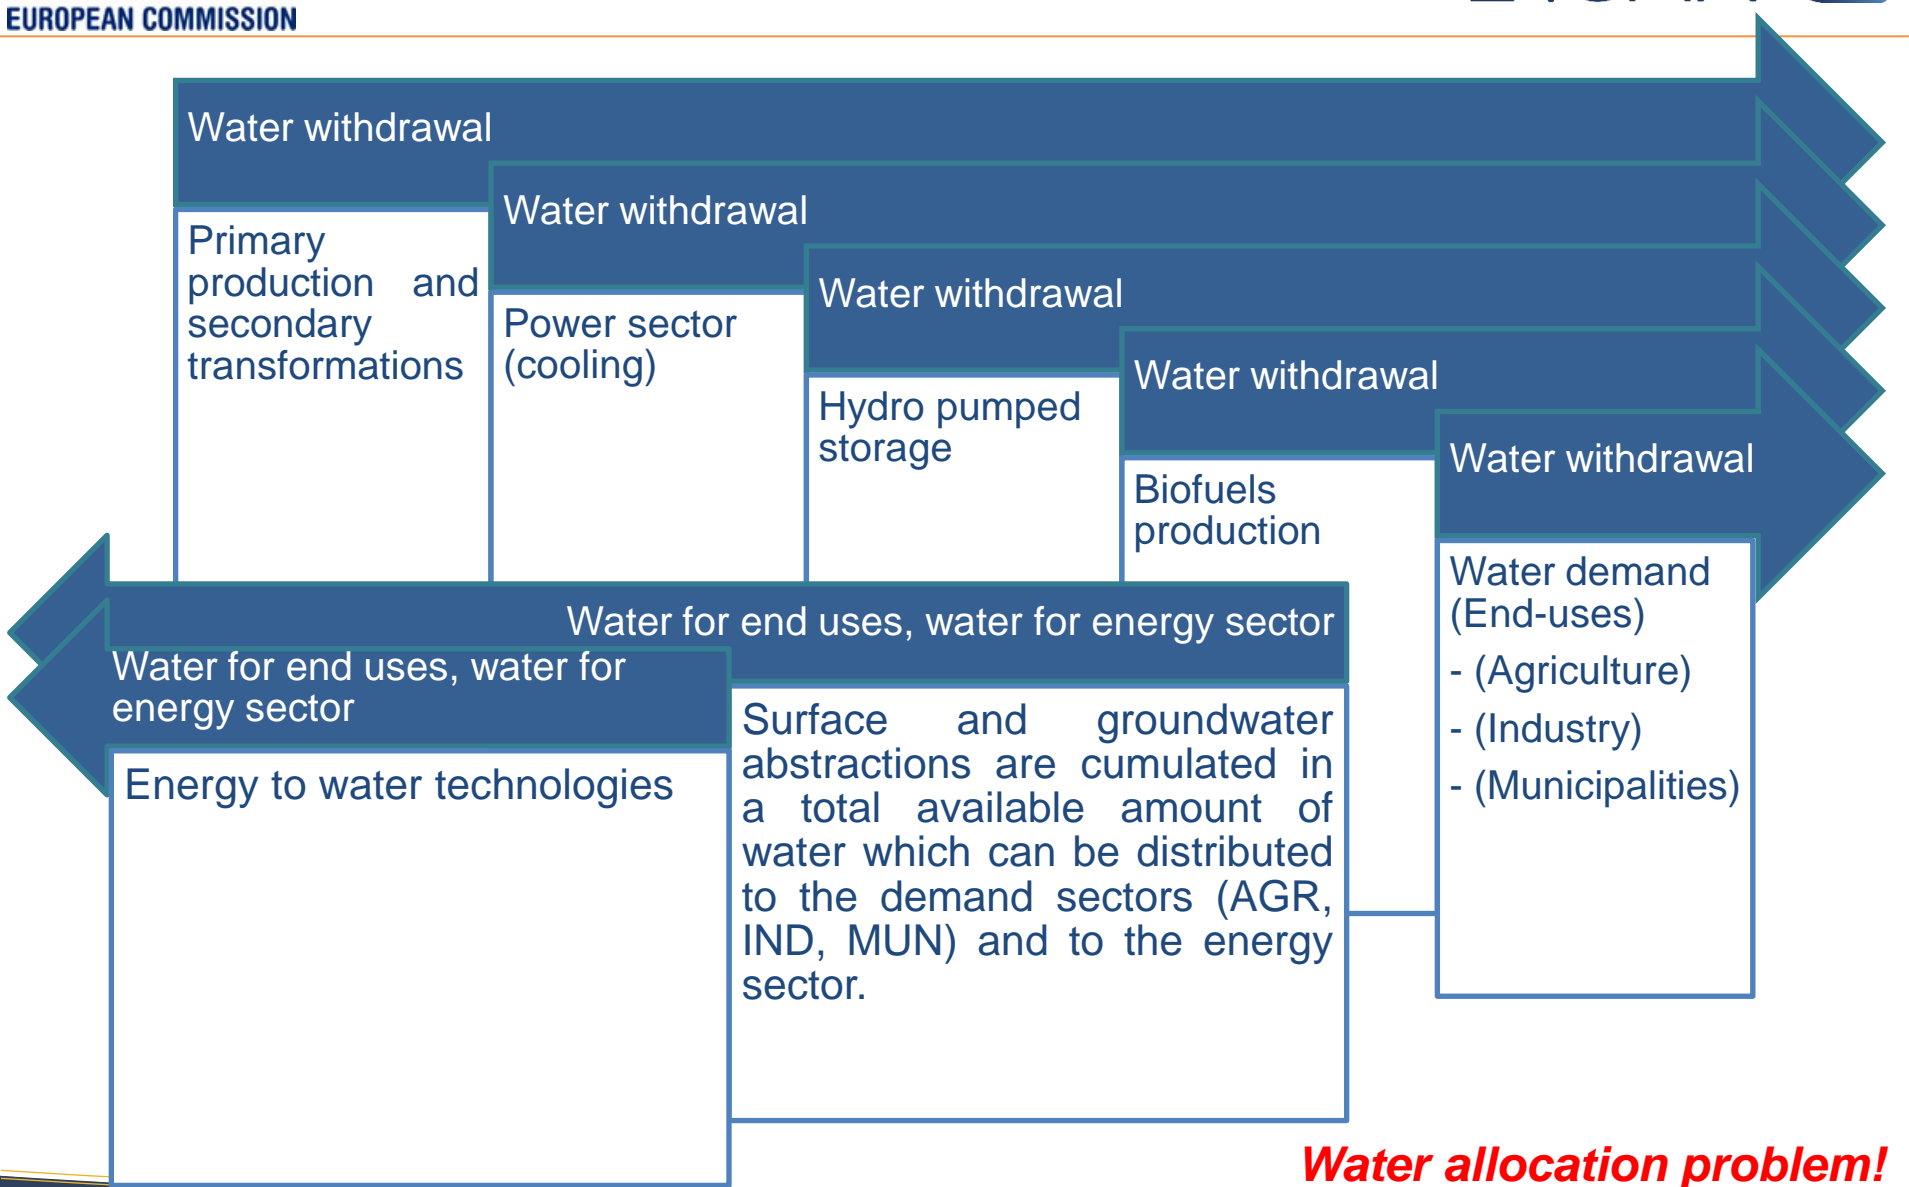 EUROPEAN COMMISSION
Water withdrawal
Primary
production and
secondary
transformations
Water withdrawal
Power sector
(cooling)
Water withdrawal
Hydro pumped
storage
Water withdrawal
Biofuels
production
Water withdrawal
Water demand
(End-uses)
- (Agriculture)
- (Industry)
- (Municipalities)
Water for end uses, water for energy sector
Surface and groundwater
abstractions are cumulated in
a total available amount of
water which can be distributed
to the demand sectors (AGR,
IND, MUN) and to the energy
sector.
Water for end uses, water for
energy sector
Energy to water technologies
Water allocation problem!